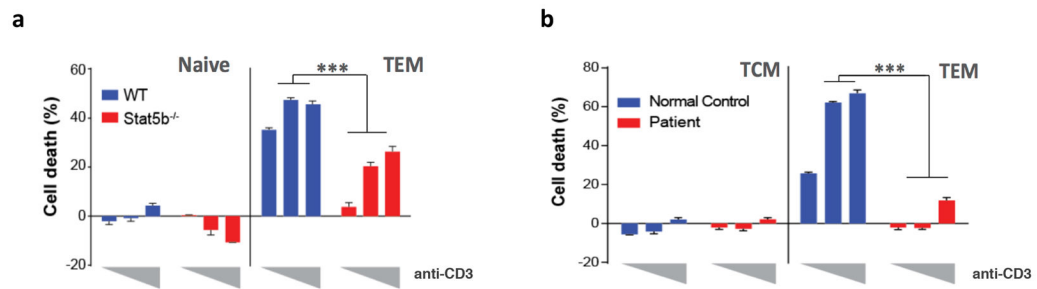 a
Naive
***
TEM
WT
Stat5b-/-
Cell death (%)
60
40
20
0
-20
anti-CD3
b
TCM
***
TEM
Normal Control
Patient
Cell death (%)
80
60
40
20
0
-20
anti-CD3